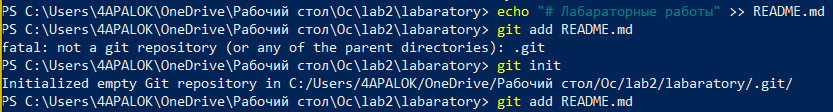 PS C:\Users\4APALOK\OneDrive\Рабочий стол\Ос\lab2\labaratory> echo "# Лабараторные работы" >> README.md
PS C:\Users\4APALOK\OneDrive\Рабочий стол\Ос\lab2\labaratory> git add README.md
fatal: not a git repository (or any of the parent directories): .git
PS C:\Users\4APALOK\OneDrive\Рабочий стол\Ос\lab2\labaratory> git init
Initialized empty Git repository in C:/Users/4APALOK/OneDrive/Рабочий стол/Ос/lab2/labaratory/.git/
PS C:\Users\4APALOK\OneDrive\Рабочий стол\Ос\lab2\labaratory> git add README.md